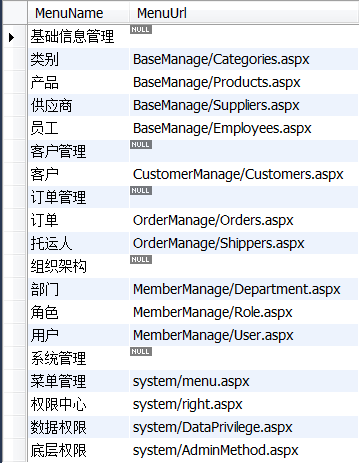 MenuName MenuUrl
基础信息管理 NULL
类别 BaseManage/Categories.aspx
产品 BaseManage/Products.aspx
供应商 BaseManage/Suppliers.aspx
员工 BaseManage/Employees.aspx
客户管理 NULL
客户 CustomerManage/Customers.aspx
订单管理 NULL
订单 OrderManage/Orders.aspx
托运人 OrderManage/Shippers.aspx
组织架构 NULL
部门 MemberManage/Department.aspx
角色 MemberManage/Role.aspx
用户 MemberManage/User.aspx
系统管理 NULL
菜单管理 system/menu.aspx
权限中心 system/right.aspx
数据权限 system/DataPrivilege.aspx
底层权限 system/AdminMethod.aspx